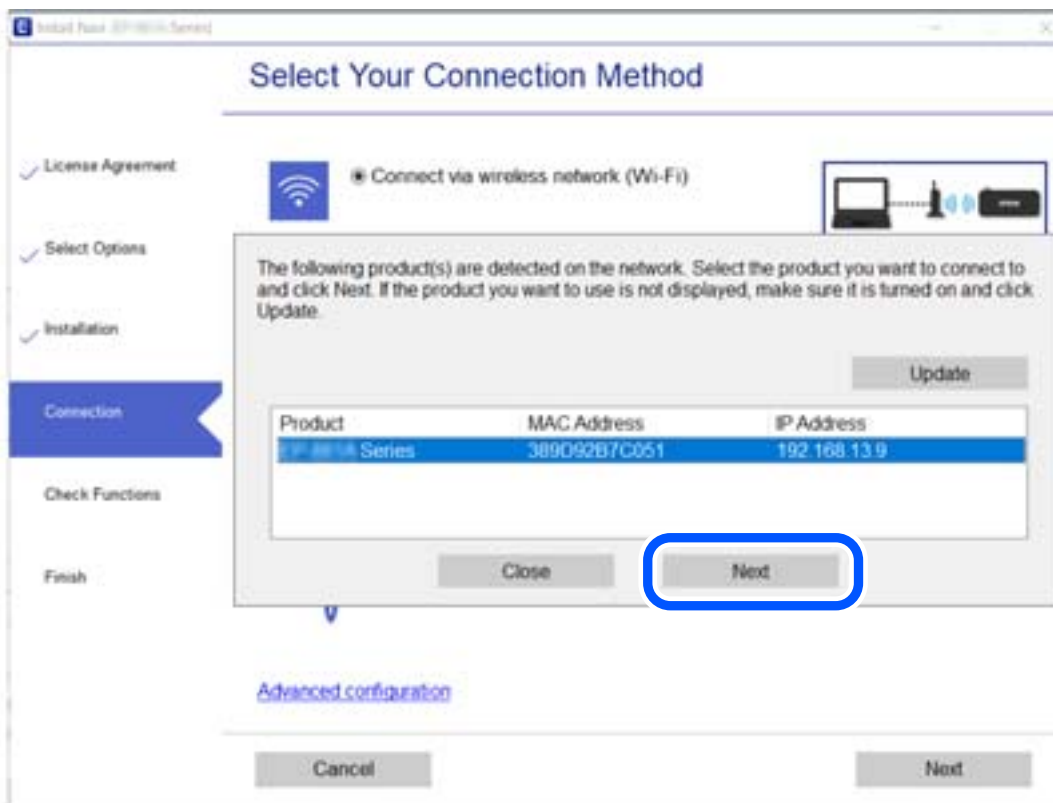 Series
Select Your Connection Method
License Agreement
Connect via wireless network (Wi-Fi)
Select Options
The following product(s) are detected on the network. Select the product you want to connect to
and click Next. If the product you want to use is not displayed, make sure it is turned on and click
Update.
Installation
Update
Connection
Product MAC Address IP Address
Series 389D92B7C051 192.168.13.9
Check Functions
Close Next
Finish
Advanced configuration
Cancel Next